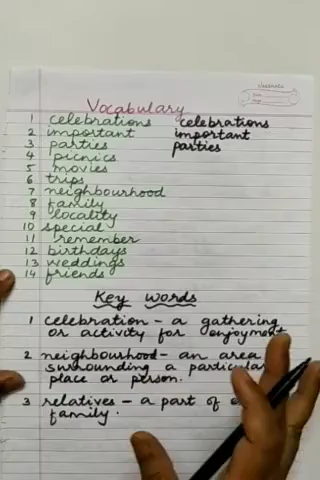 Vocabulary
1 celebrations celebrations
2 important important
3 parties parties
4 picnics
5 movies
6 trips
7 neighbourhood
8 family
9 locality
10 special
11 remember
12 birthdays
13 weddings
14 friends
Key words
1 celebration - a gathering
or activity for enjoyment
2 neighbourhood - an area
surrounding a particular
place or person.
3 relatives - a part of
family.